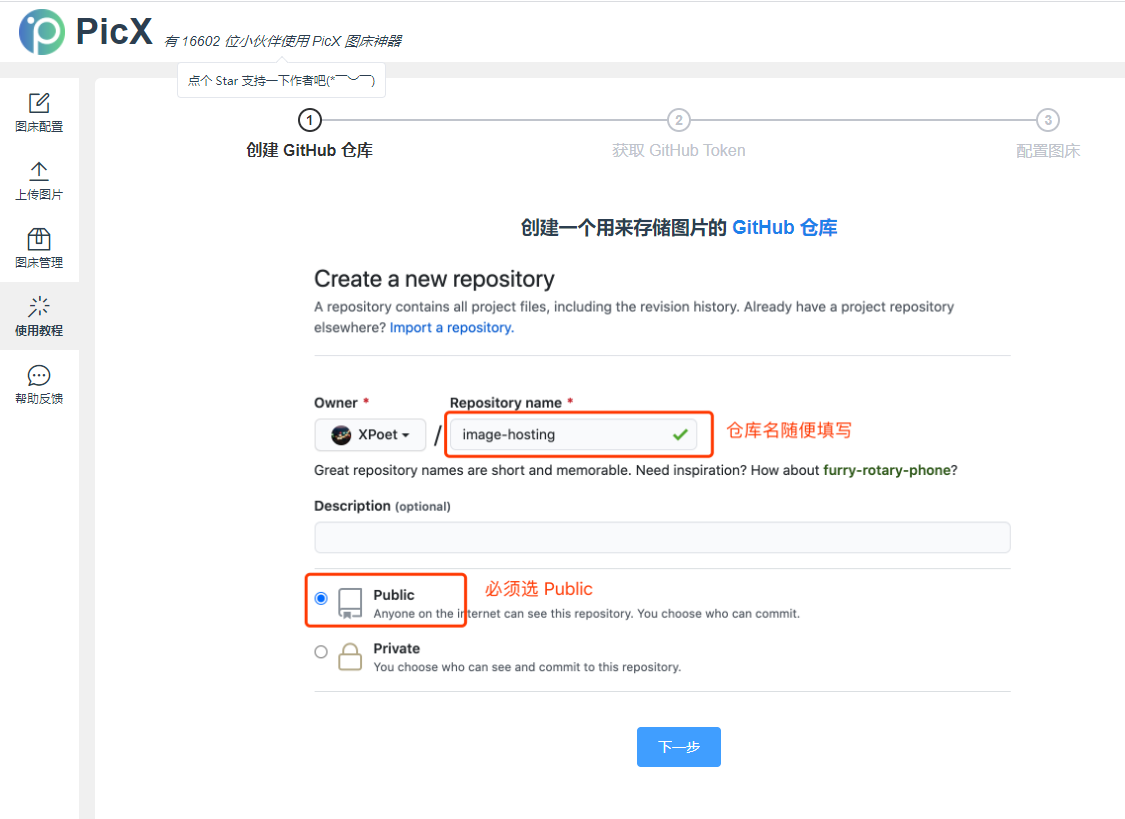 PicX 有 16602 位小伙伴使用 PicX 图床神器
点个 Star 支持一下作者吧(*￣︶￣)
图床配置
上传图片
图床管理
使用教程
帮助反馈
1
2
3
创建 GitHub 仓库
获取 GitHub Token
配置图床
创建一个用来存储图片的 GitHub 仓库
Create a new repository
A repository contains all project files, including the revision history. Already have a project repository
elsewhere? Import a repository.
Owner *
Repository name *
XPoet / image-hosting
仓库名随便填写
Great repository names are short and memorable. Need inspiration? How about furry-rotary-phone?
Description (optional)
Public
必须选 Public
Anyone on the internet can see this repository. You choose who can commit.
Private
You choose who can see and commit to this repository.
下一步